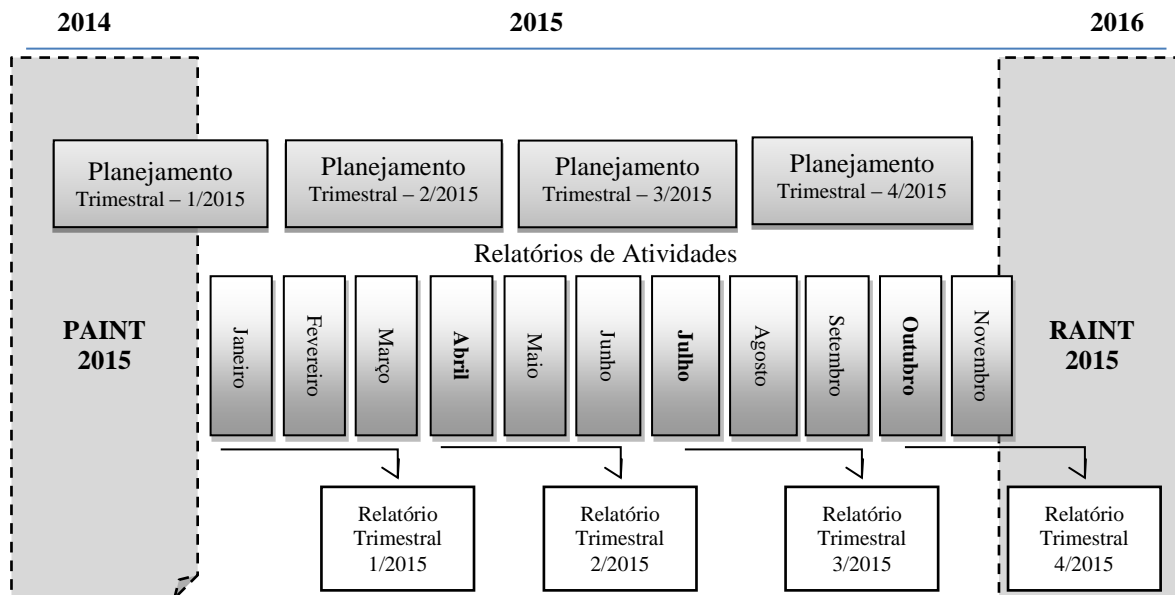 2014
2015
2016
Planejamento
Trimestral – 1/2015
Planejamento
Trimestral – 2/2015
Planejamento
Trimestral – 3/2015
Planejamento
Trimestral – 4/2015
Relatórios de Atividades
PAINT
2015
Janeiro
Fevereiro
Março
Abril
Maio
Junho
Julho
Agosto
Setembro
Outubro
Novembro
RAINT
2015
Relatório
Trimestral
1/2015
Relatório
Trimestral
2/2015
Relatório
Trimestral
3/2015
Relatório
Trimestral
4/2015